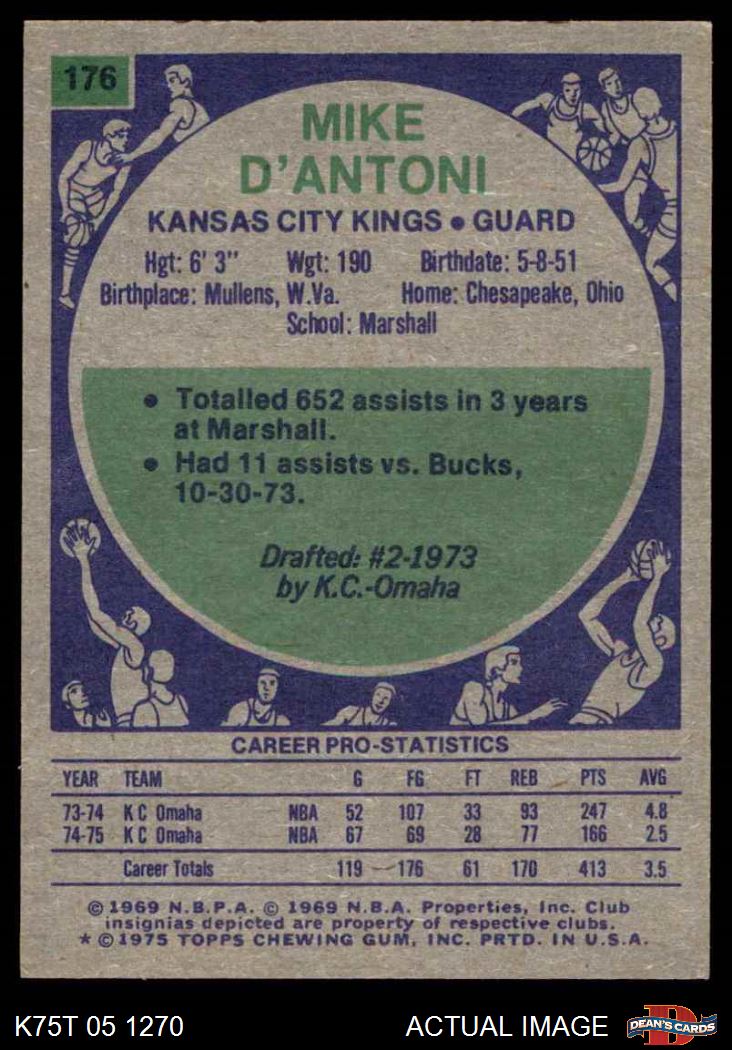 176
MIKE
D'ANTONI
KANSAS CITY KINGS • GUARD
Hgt: 6' 3" Wgt: 190 Birthdate: 5-8-51
Birthplace: Mullens, W.Va. Home: Chesapeake, Ohio
School: Marshall
• Totalled 652 assists in 3 years
at Marshall.
• Had 11 assists vs. Bucks,
10-30-73.
Drafted: #2-1973
by K.C.-Omaha
CAREER PRO-STATISTICS
YEAR TEAM G FG FT REB PTS AVG
73-74 K C Omaha NBA 52 107 33 93 247 4.8
74-75 K C Omaha NBA 67 69 28 77 166 2.5
Career Totals 119 176 61 170 413 3.5
© 1969 N.B.P.A. © 1969 N.B.A. Properties, Inc. Club
insignias depicted are property of respective clubs.
* © 1975 TOPPS CHEWING GUM, INC. PRTD. IN U.S.A.
K75T 05 1270 ACTUAL IMAGE
D
DEAN'S CARDS